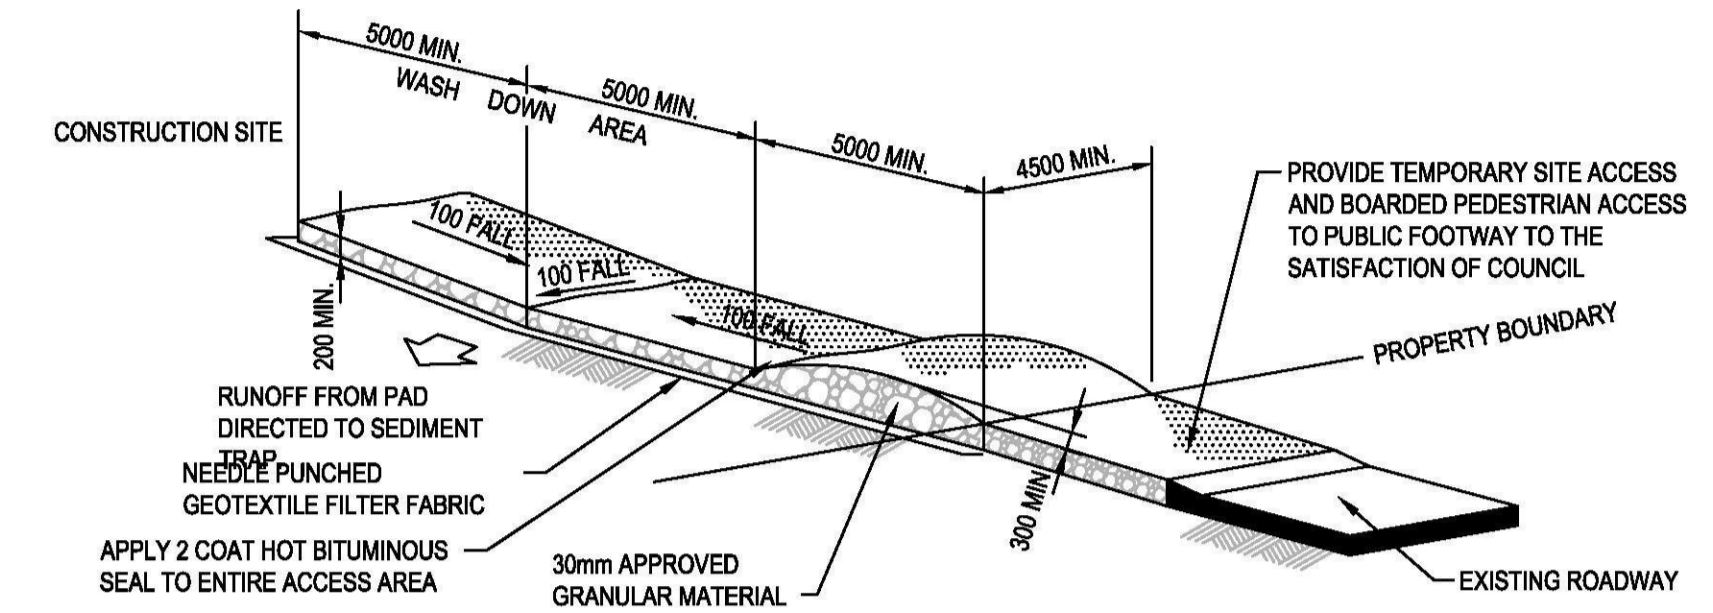 5000 MIN.
WASH DOWN AREA
5000 MIN.
5000 MIN.
4500 MIN.
CONSTRUCTION SITE
PROVIDE TEMPORARY SITE ACCESS
AND BOARDED PEDESTRIAN ACCESS
TO PUBLIC FOOTWAY TO THE
SATISFACTION OF COUNCIL
100 FALL
100 FALL
100 FALL
200 MIN.
PROPERTY BOUNDARY
RUNOFF FROM PAD
DIRECTED TO SEDIMENT
TRAP
NEEDLE PUNCHED
GEOTEXTILE FILTER FABRIC
300 MIN
APPLY 2 COAT HOT BITUMINOUS
SEAL TO ENTIRE ACCESS AREA
30mm APPROVED
GRANULAR MATERIAL
EXISTING ROADWAY